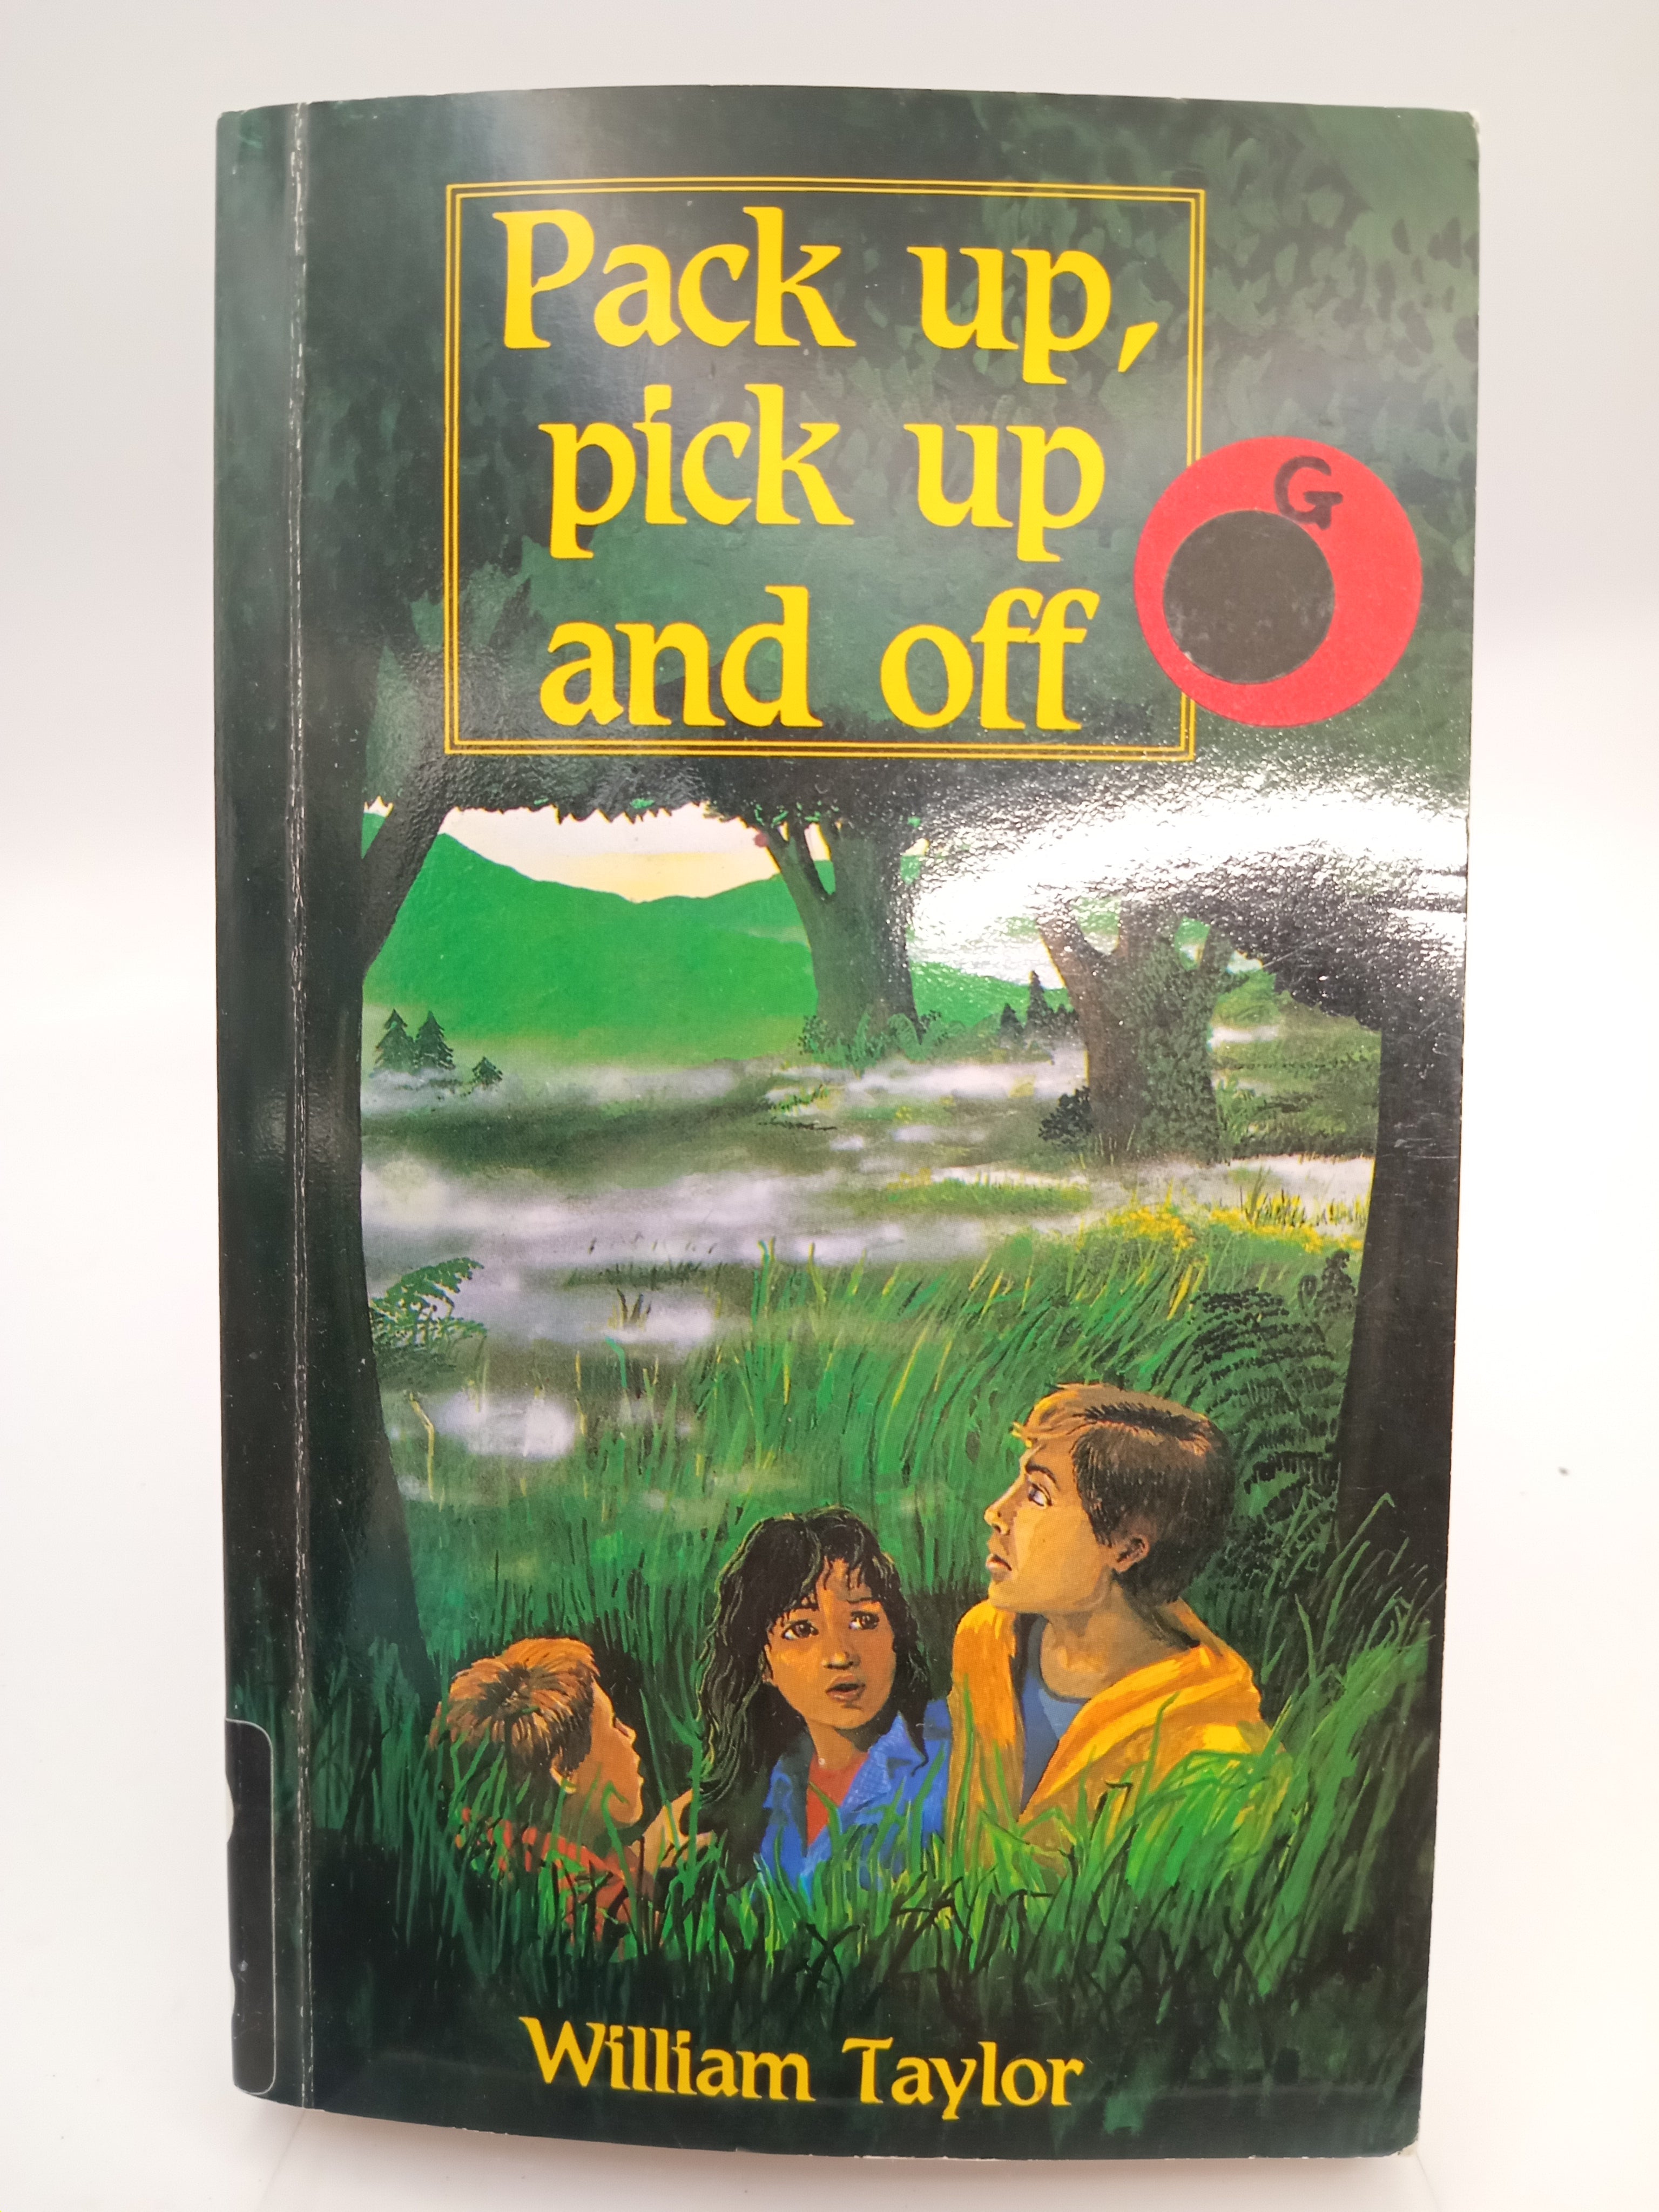 Pack up,
pick up
and off
G
William Taylor